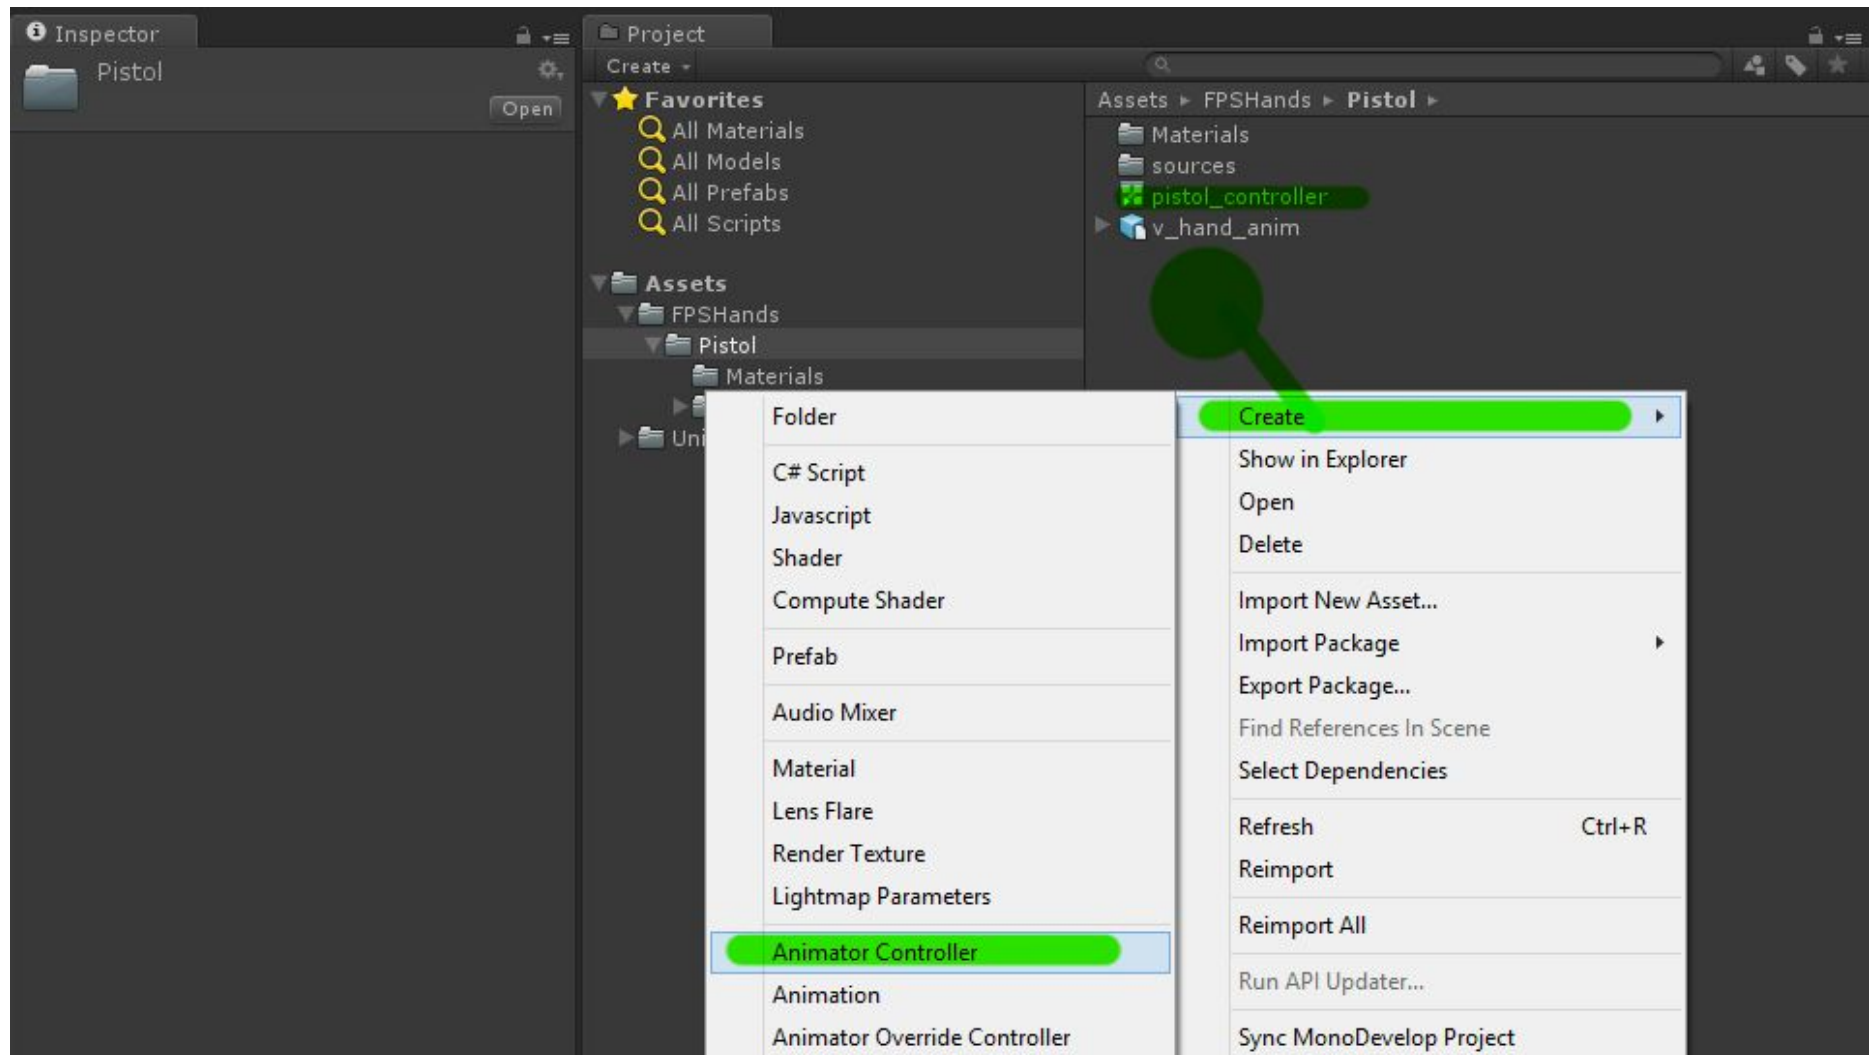 Inspector
Pistol
Open
Project
Create
Favorites
All Materials
All Models
All Prefabs
All Scripts
Assets
FPSHands
Pistol
Materials
Uni
Assets ▸ FPSHands ▸ Pistol ▸
Materials
sources
pistol_controller
v_hand_anim
Folder
C# Script
Javascript
Shader
Compute Shader
Prefab
Audio Mixer
Material
Lens Flare
Render Texture
Lightmap Parameters
Animator Controller
Animation
Animator Override Controller
Create
Show in Explorer
Open
Delete
Import New Asset...
Import Package
Export Package...
Find References In Scene
Select Dependencies
Refresh Ctrl+R
Reimport
Reimport All
Run API Updater...
Sync MonoDevelop Project